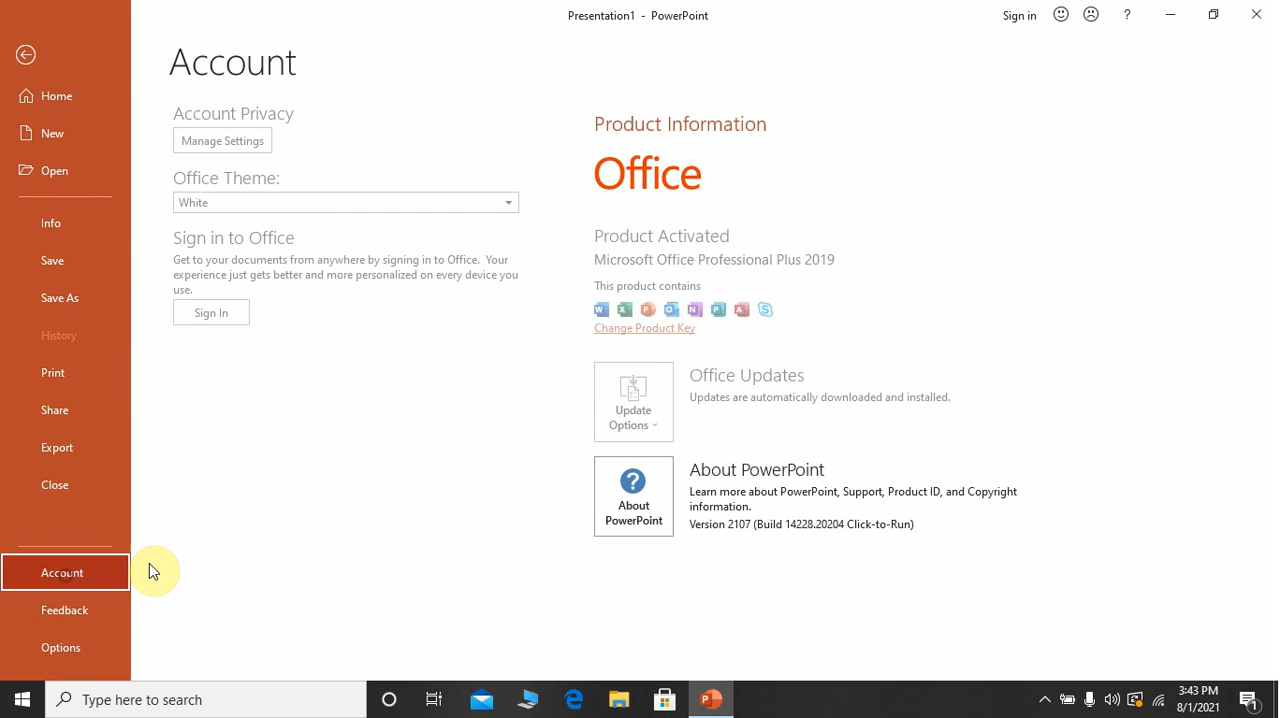 Presentation1 - PowerPoint
Sign in
?
Home
New
Open
Info
Save
Save As
History
Print
Share
Export
Close
Account
Feedback
Options
Account
Account Privacy
Manage Settings
Office Theme:
White
Sign in to Office
Get to your documents from anywhere by signing in to Office. Your
experience just gets better and more personalized on every device you
use.
Sign In
Product Information
Office
Product Activated
Microsoft Office Professional Plus 2019
This product contains
W X P O N P A S
Change Product Key
Update
Options
Office Updates
Updates are automatically downloaded and installed.
?
About
PowerPoint
About PowerPoint
Learn more about PowerPoint, Support, Product ID, and Copyright
information.
Version 2107 (Build 14228.20204 Click-to-Run)
Type here to search
P
3:43 PM
8/1/2021
1